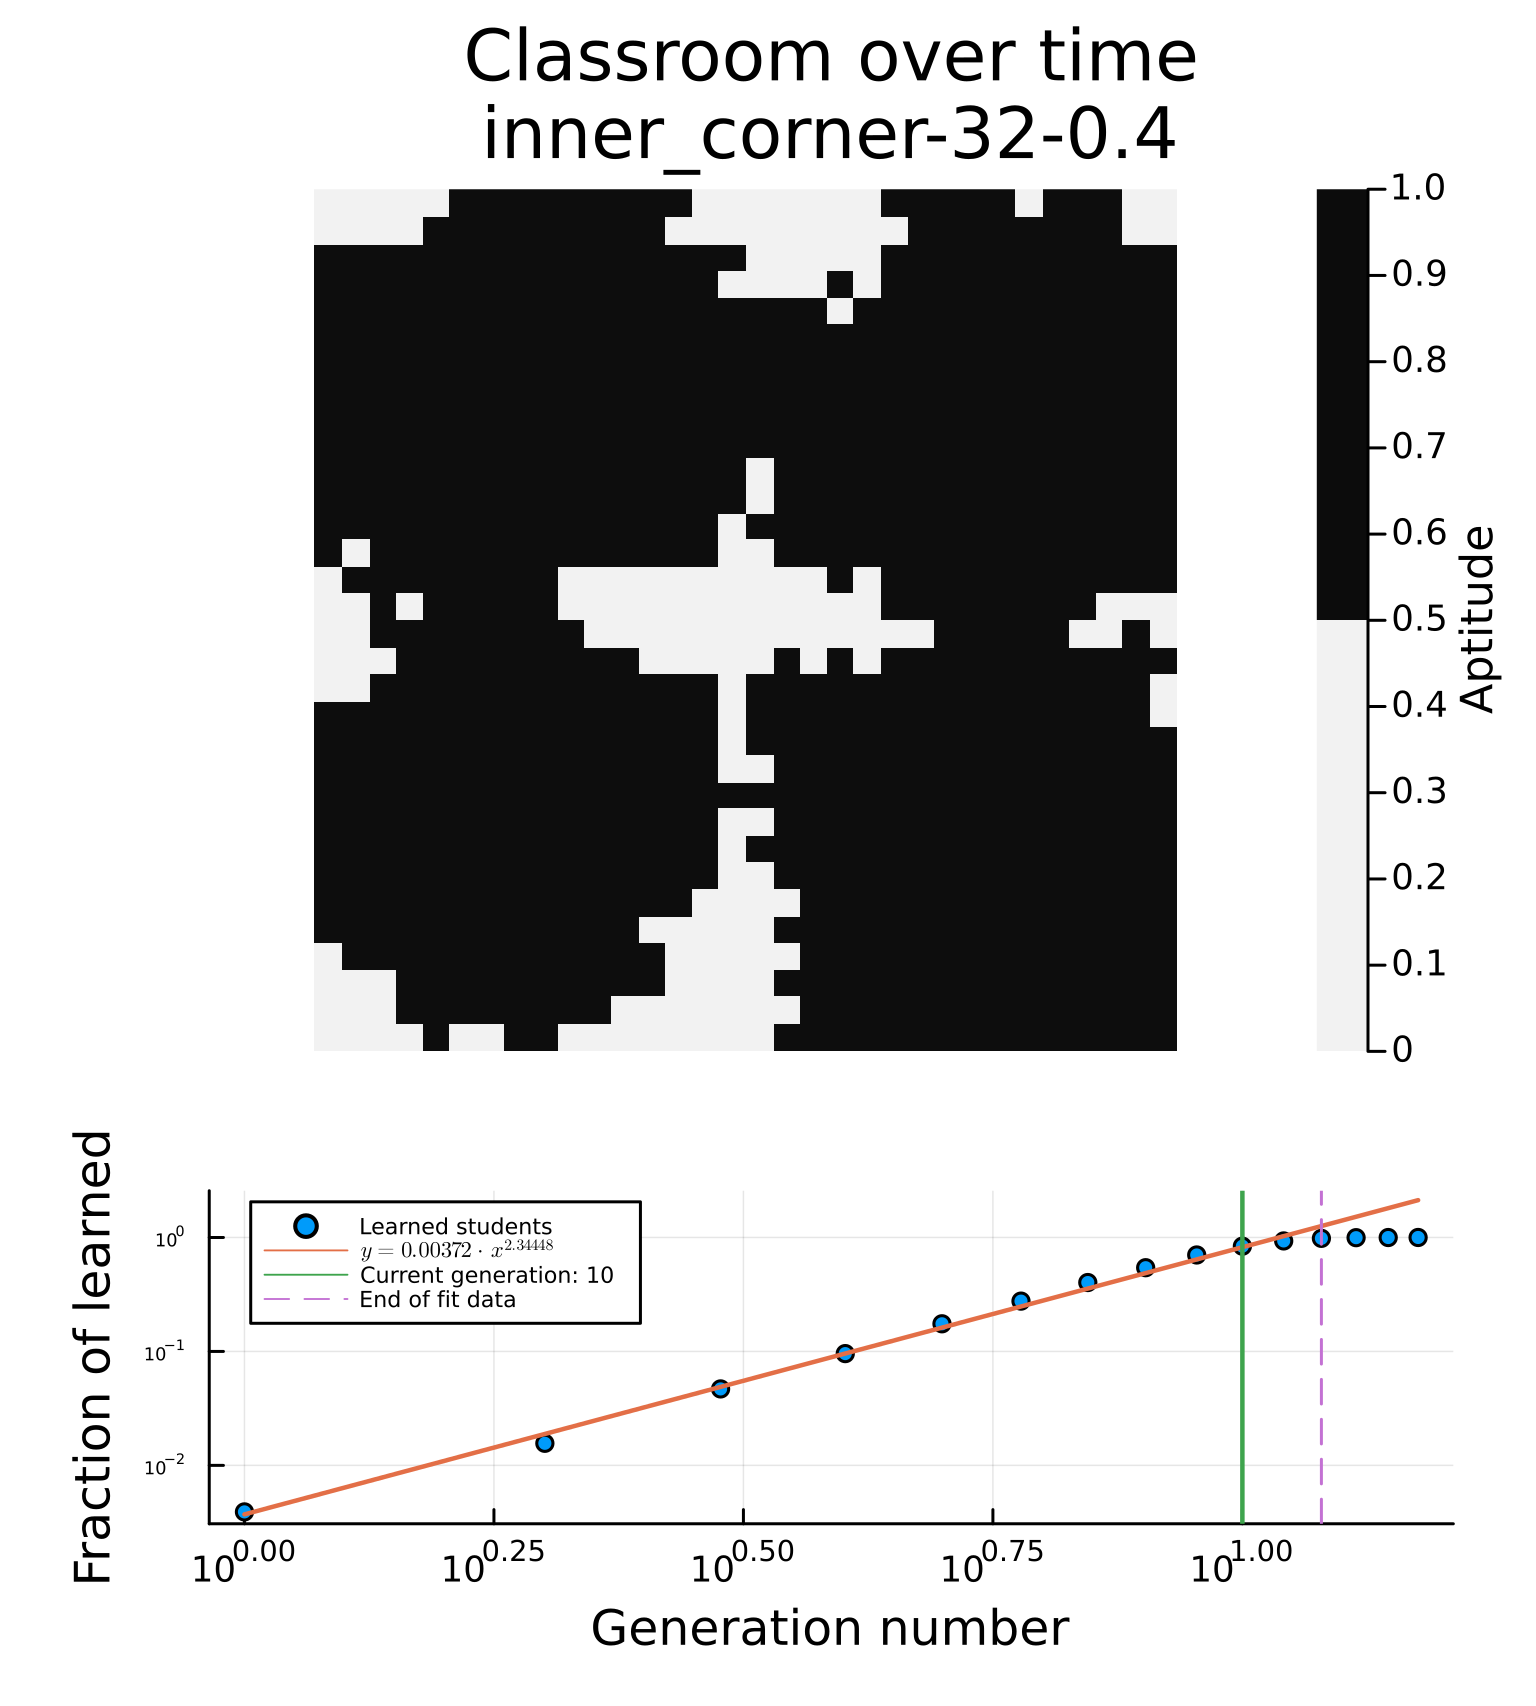 Classroom over time
inner_corner-32-0.4
1.0
0.9
0.8
0.7
0.6
0.5
0.4
0.3
0.2
0.1
0
Aptitude
Fraction of learned
10⁰
10⁻¹
10⁻²
Learned students
y = 0.00372 · x^2.34448
Current generation: 10
End of fit data
10^0.00 10^0.25 10^0.50 10^0.75 10^1.00
Generation number